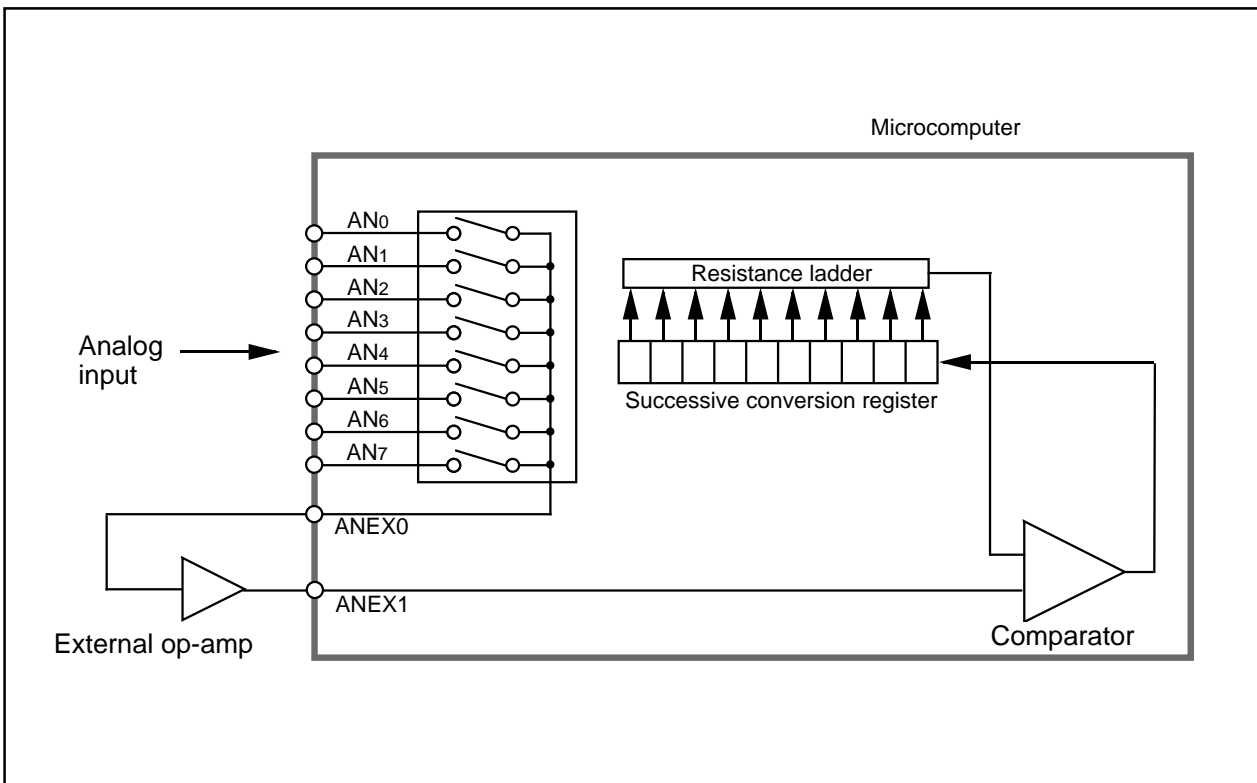 Microcomputer
AN0
AN1
AN2
AN3
AN4
AN5
AN6
AN7
Analog
input
Resistance ladder
Successive conversion register
ANEX0
ANEX1
External op-amp
Comparator